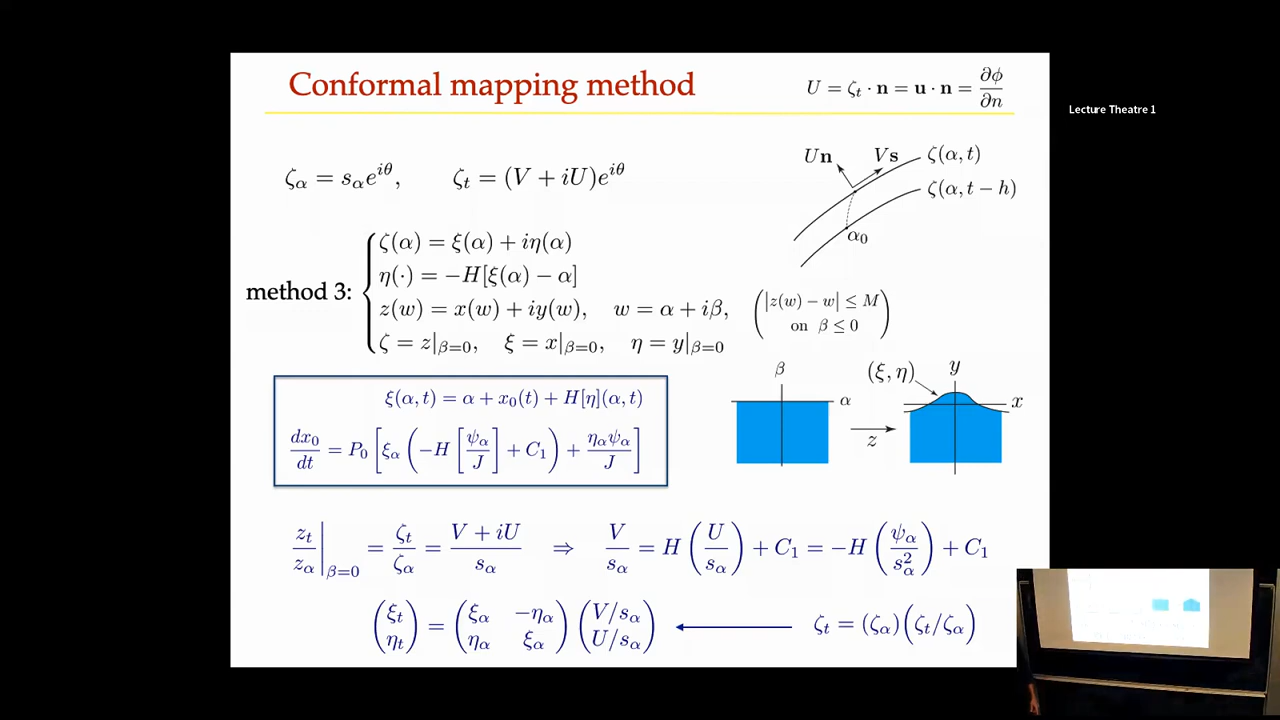 Conformal mapping method
U = ζ_t · n = u · n = ∂φ/∂n
Lecture Theatre 1
ζ_α = s_α e^{iθ},   ζ_t = (V + iU)e^{iθ}
Un   Vs   ζ(α, t)
ζ(α, t − h)
α_0
method 3:
ζ(α) = ξ(α) + iη(α)
η(·) = −H[ξ(α) − α]
z(w) = x(w) + iy(w),   w = α + iβ,
ζ = z|_{β=0},   ξ = x|_{β=0},   η = y|_{β=0}
(|z(w) − w| ≤ M
on β ≤ 0)
β   α   z   (ξ, η)   y   x
ξ(α, t) = α + x_0(t) + H[η](α, t)
dx_0/dt = P_0 [ξ_α (−H [ψ_α/J] + C_1) + η_α ψ_α/J]
z_t/z_α|_{β=0} = ζ_t/ζ_α = (V + iU)/s_α   ⇒   V/s_α = H (U/s_α) + C_1 = −H (ψ_α/s_α^2) + C_1
(ξ_t η_t) = (ξ_α −η_α η_α ξ_α) (V/s_α U/s_α)   ←   ζ_t = (ζ_α)(ζ_t/ζ_α)